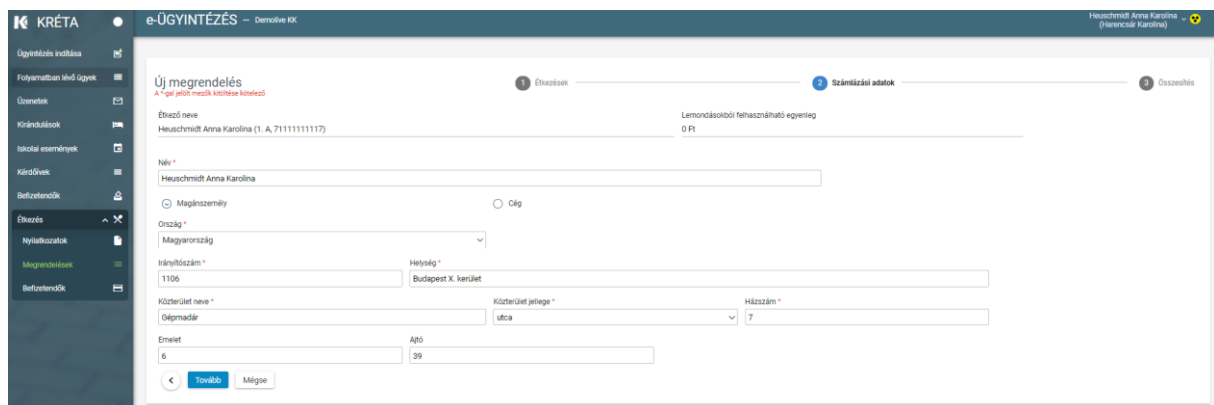 KRÉTA
e-ÜGYINTÉZÉS – Demolive KK
Heuschmidt Anna Karolina
(Harencsár Karolina)
Ügyintézés indítása
Folyamatban lévő ügyek
Üzenetek
Kirándulások
Iskolai események
Kérdőívek
Befizetendők
Étkezés
Nyilatkozatok
Megrendelések
Befizetendők
Új megrendelés
A *-gal jelölt mezők kitöltése kötelező
1 Étkezések
2 Számlázási adatok
3 Összesítés
Étkező neve
Heuschmidt Anna Karolina (1. A, 71111111117)
Lemondásokból felhasználható egyenleg
0 Ft
Név *
Heuschmidt Anna Karolina
Magánszemély
Cég
Ország *
Magyarország
Irányítószám *
Helység *
1106
Budapest X. kerület
Közterület neve *
Közterület jellege *
Házszám *
Gépmadár
utca
7
Emelet
Ajtó
6
39
Tovább
Mégse